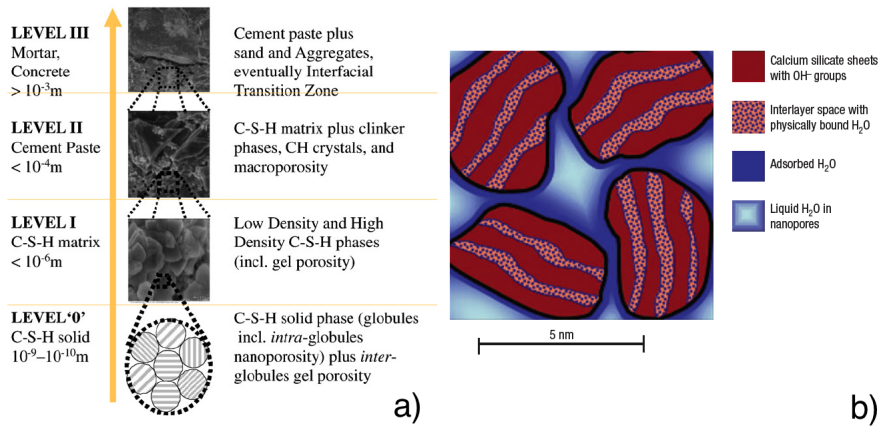 LEVEL III
Mortar,
Concrete
> 10-3m
Cement paste plus
sand and Aggregates,
eventually Interfacial
Transition Zone
LEVEL II
Cement Paste
< 10-4m
C-S-H matrix plus clinker
phases, CH crystals, and
macroporosity
LEVEL I
C-S-H matrix
< 10-6m
Low Density and High
Density C-S-H phases
(incl. gel porosity)
LEVEL ‘0’
C-S-H solid
10-9–10-10m
C-S-H solid phase (globules
incl. intra-globules
nanoporosity) plus inter-
globules gel porosity
a)
Calcium silicate sheets
with OH– groups
Interlayer space with
physically bound H2O
Adsorbed H2O
Liquid H2O in
nanopores
5 nm
b)